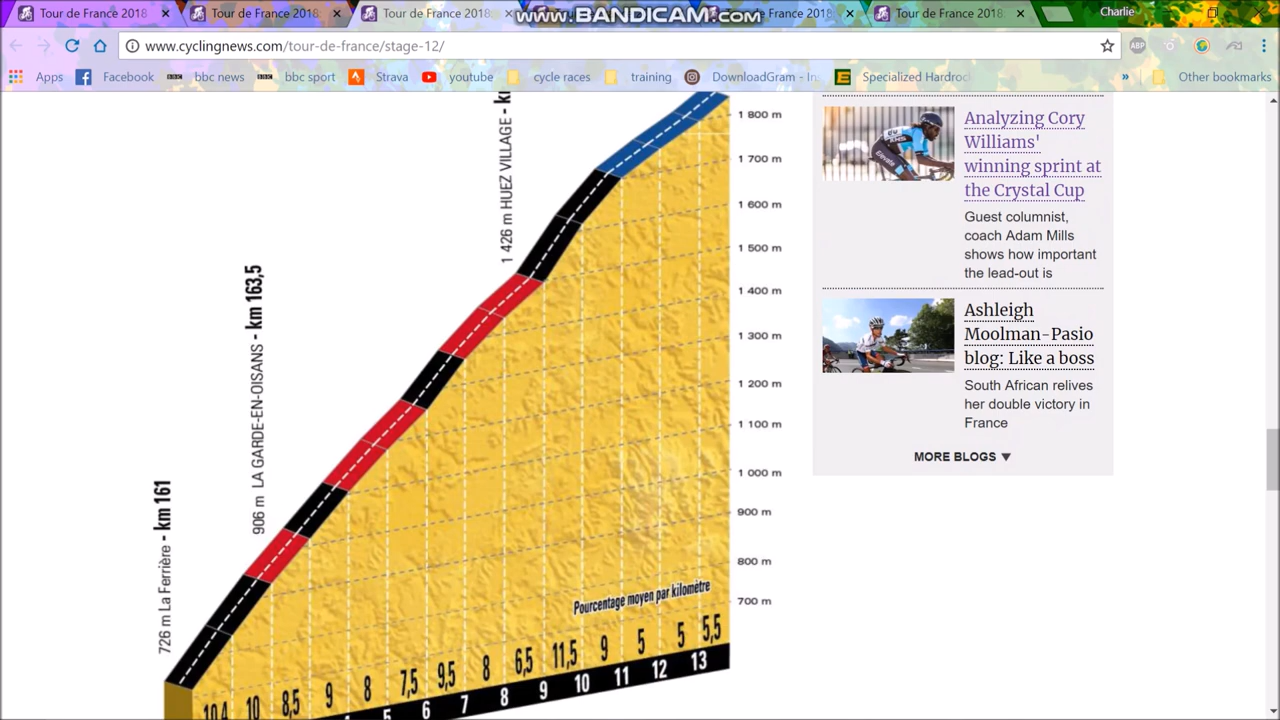 Tour de France 2018
Tour de France 2018
Tour de France 2018
www.BANDICAM.com
de France 2018
Tour de France 2018
Charlie
www.cyclingnews.com/tour-de-france/stage-12/
ABP
Apps
Facebook
BBC
bbc news
BBC
bbc sport
Strava
youtube
cycle races
training
DownloadGram - In
Specialized Hardroc
»
Other bookmarks
726 m La Ferrière - km 161
906 m LA GARDE-EN-OISANS - km 163,5
1 426 m HUEZ VILLAGE -
1 800 m
1 700 m
1 600 m
1 500 m
1 400 m
1 300 m
1 200 m
1 100 m
1 000 m
900 m
800 m
700 m
Pourcentage moyen par kilomètre
10,4 10 8,5 9 8 7,5 9,5 8 6,5 11,5 9 5 5 5,5
6 7 8 9 10 11 12 13
Analyzing Cory
Williams'
winning sprint at
the Crystal Cup
Guest columnist,
coach Adam Mills
shows how important
the lead-out is
Ashleigh
Moolman-Pasio
blog: Like a boss
South African relives
her double victory in
France
MORE BLOGS ▼